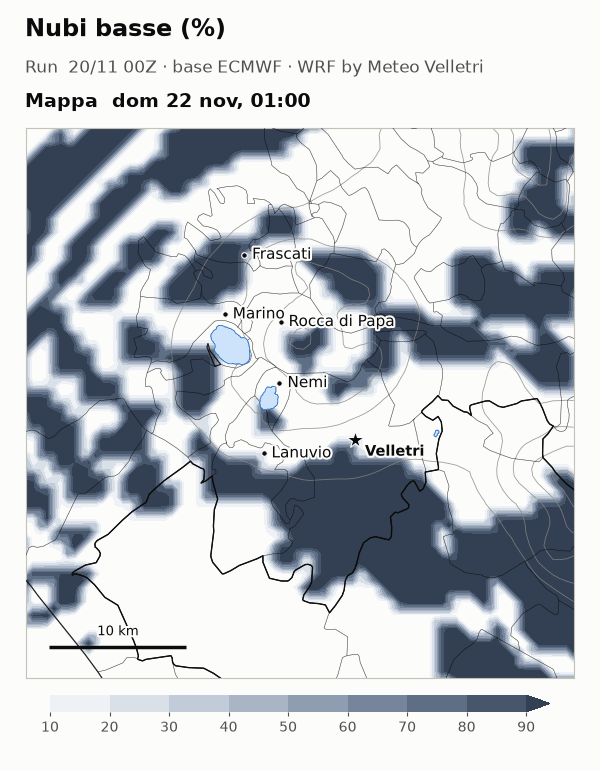 Nubi basse (%)
Run  20/11 00Z · base ECMWF · WRF by Meteo Velletri
Mappa  dom 22 nov, 01:00
Frascati
Marino
Rocca di Papa
Nemi
Velletri
Lanuvio
10 km
10 20 30 40 50 60 70 80 90